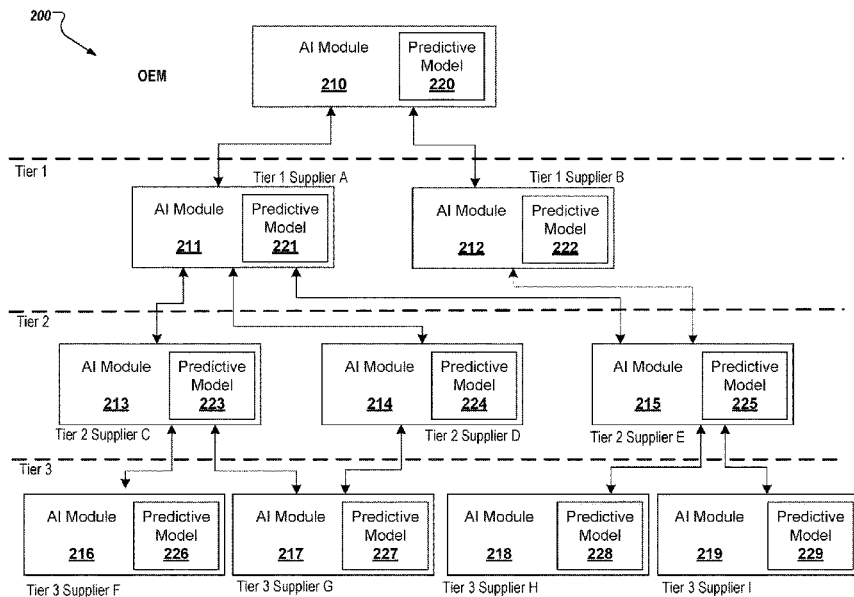 200
OEM
AI Module
210
Predictive
Model
220
Tier 1
Tier 1 Supplier A
Tier 1 Supplier B
AI Module
211
Predictive
Model
221
AI Module
212
Predictive
Model
222
Tier 2
AI Module
213
Predictive
Model
223
AI Module
214
Predictive
Model
224
AI Module
215
Predictive
Model
225
Tier 2 Supplier C
Tier 2 Supplier D
Tier 2 Supplier E
Tier 3
AI Module
216
Predictive
Model
226
AI Module
217
Predictive
Model
227
AI Module
218
Predictive
Model
228
AI Module
219
Predictive
Model
229
Tier 3 Supplier F
Tier 3 Supplier G
Tier 3 Supplier H
Tier 3 Supplier I